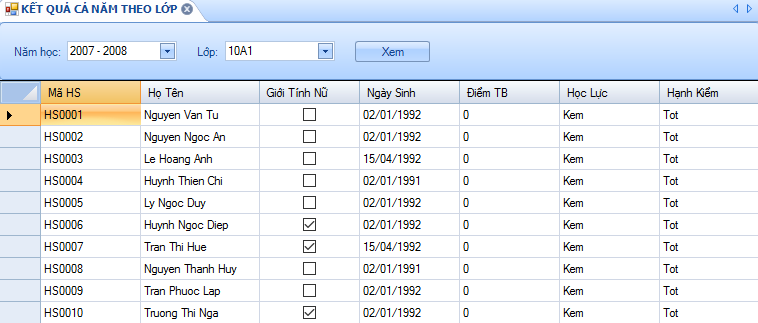 KẾT QUẢ CẢ NĂM THEO LỚP
Năm học: 2007 - 2008 Lớp: 10A1 Xem
Mã HS Họ Tên Giới Tính Nữ Ngày Sinh Điểm TB Học Lực Hạnh Kiểm
HS0001 Nguyen Van Tu 02/01/1992 0 Kem Tot
HS0002 Nguyen Ngoc An 02/01/1992 0 Kem Tot
HS0003 Le Hoang Anh 15/04/1992 0 Kem Tot
HS0004 Huynh Thien Chi 02/01/1991 0 Kem Tot
HS0005 Ly Ngoc Duy 02/01/1992 0 Kem Tot
HS0006 Huynh Ngoc Diep 02/01/1992 0 Kem Tot
HS0007 Tran Thi Hue 15/04/1992 0 Kem Tot
HS0008 Nguyen Thanh Huy 02/01/1991 0 Kem Tot
HS0009 Tran Phuoc Lap 02/01/1992 0 Kem Tot
HS0010 Truong Thi Nga 02/01/1992 0 Kem Tot